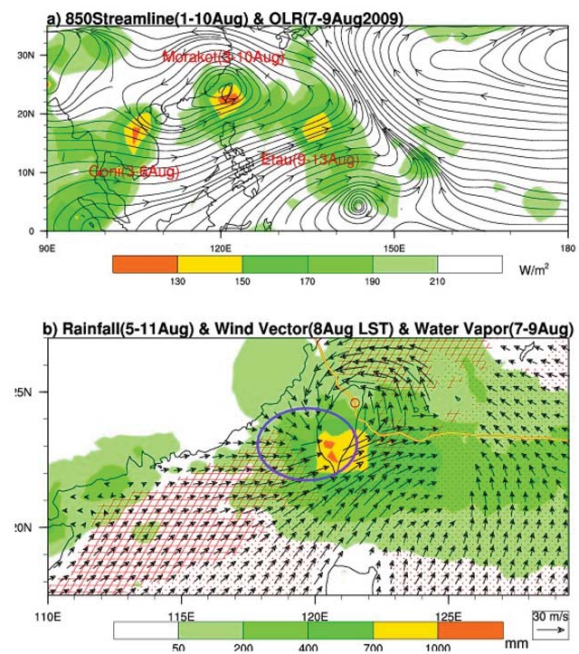 a) 850Streamline(1-10Aug) & OLR(7-9Aug2009)
30N
Morakot(3-10Aug)
20N
10N
Goni(3-6Aug)
Etau(9-13Aug)
0
90E 120E 150E 180
130 150 170 190 210
W/m²
b) Rainfall(5-11Aug) & Wind Vector(8Aug LST) & Water Vapor(7-9Aug)
25N
20N
110E 115E 120E 125E
30 m/s
50 200 400 700 1000
mm